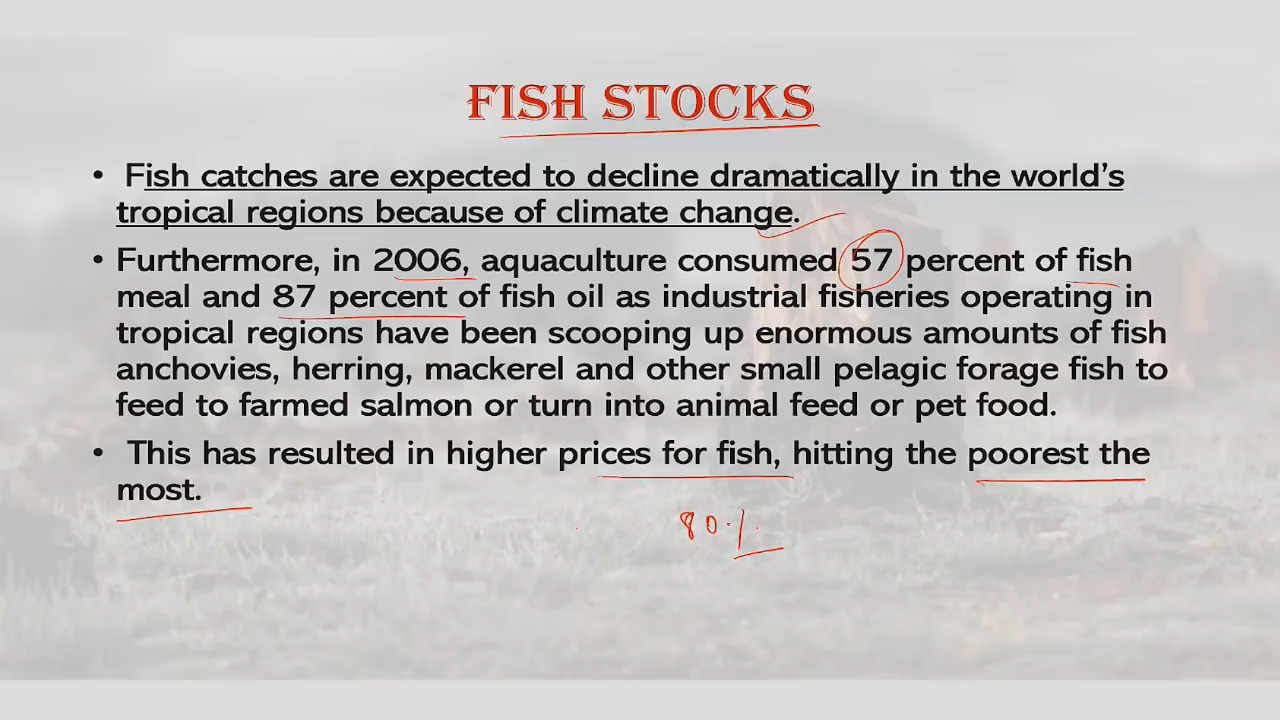 FISH STOCKS
• Fish catches are expected to decline dramatically in the world's
tropical regions because of climate change.
• Furthermore, in 2006, aquaculture consumed 57 percent of fish
meal and 87 percent of fish oil as industrial fisheries operating in
tropical regions have been scooping up enormous amounts of fish
anchovies, herring, mackerel and other small pelagic forage fish to
feed to farmed salmon or turn into animal feed or pet food.
• This has resulted in higher prices for fish, hitting the poorest the
most.
80%